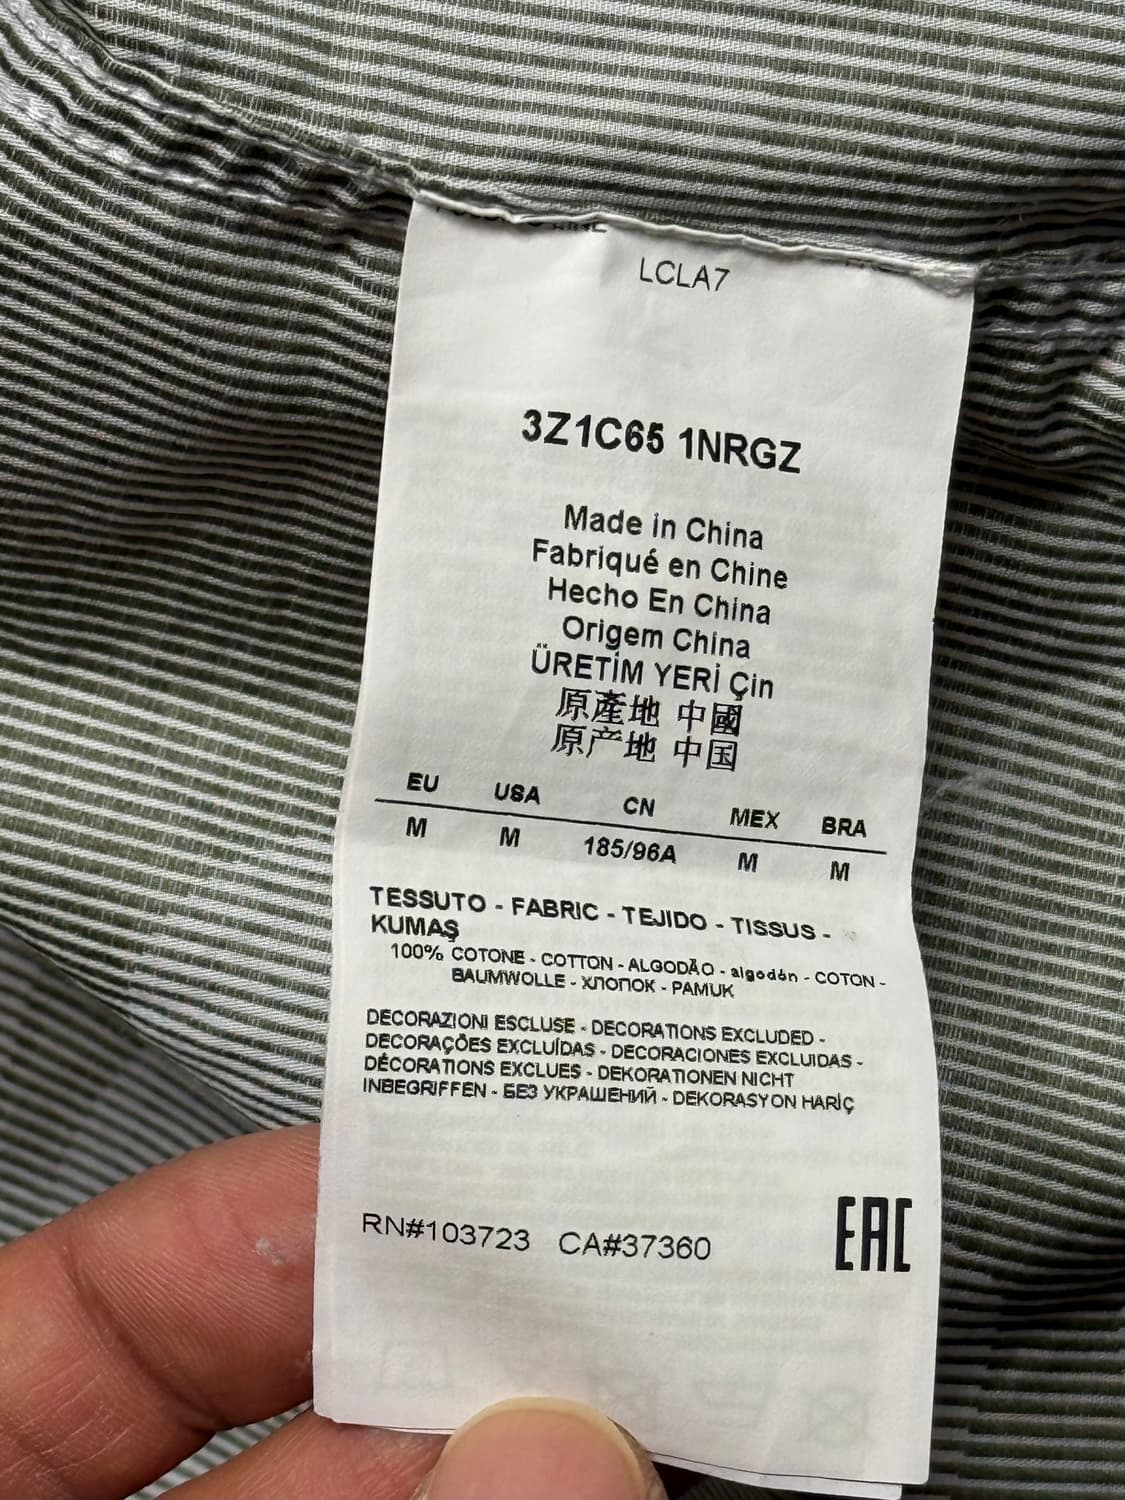 LCLA7
3Z1C65 1NRGZ
Made in China
Fabriqué en Chine
Hecho En China
Origem China
ÜRETİM YERİ Çin
原產地 中國
原产地 中国
EU USA CN MEX BRA
M M 185/96A M M
TESSUTO - FABRIC - TEJIDO - TISSUS -
KUMAŞ
100% COTONE - COTTON - ALGODÃO - algodón - COTON -
BAUMWOLLE - ХЛОПОК - PAMUK
DECORAZIONI ESCLUSE - DECORATIONS EXCLUDED -
DECORAÇÕES EXCLUÍDAS - DECORACIONES EXCLUIDAS -
DÉCORATIONS EXCLUES - DEKORATIONEN NICHT
INBEGRIFFEN - БЕЗ УКРАШЕНИЙ - DEKORASYON HARİÇ
RN#103723 CA#37360
EAC